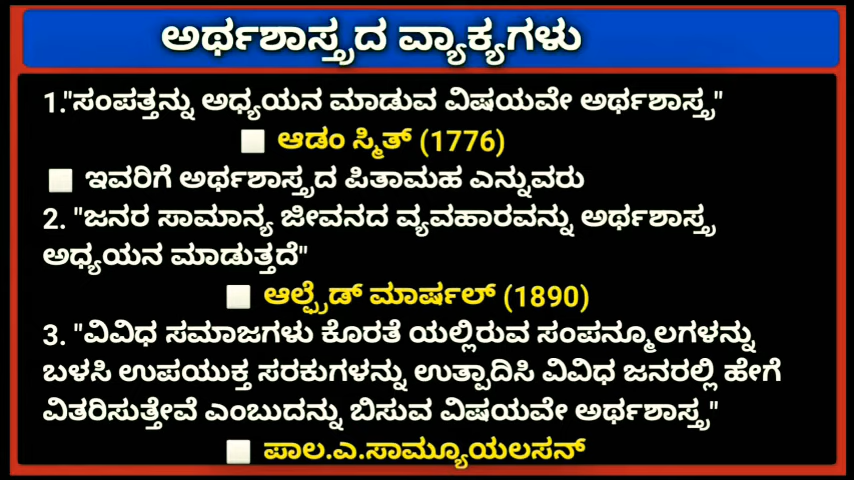 ಅರ್ಥಶಾಸ್ತ್ರದ ವ್ಯಾಕ್ಯಗಳು
1."ಸಂಪತ್ತನ್ನು ಅಧ್ಯಯನ ಮಾಡುವ ವಿಷಯವೇ ಅರ್ಥಶಾಸ್ತ್ರ"
ಆಡಂ ಸ್ಮಿತ್ (1776)
ಇವರಿಗೆ ಅರ್ಥಶಾಸ್ತ್ರದ ಪಿತಾಮಹ ಎನ್ನುವರು
2. "ಜನರ ಸಾಮಾನ್ಯ ಜೀವನದ ವ್ಯವಹಾರವನ್ನು ಅರ್ಥಶಾಸ್ತ್ರ
ಅಧ್ಯಯನ ಮಾಡುತ್ತದೆ"
ಆಲ್ಫ್ರೆಡ್ ಮಾರ್ಷಲ್ (1890)
3. "ವಿವಿಧ ಸಮಾಜಗಳು ಕೊರತೆ ಯಲ್ಲಿರುವ ಸಂಪನ್ಮೂಲಗಳನ್ನು
ಬಳಸಿ ಉಪಯುಕ್ತ ಸರಕುಗಳನ್ನು ಉತ್ಪಾದಿಸಿ ವಿವಿಧ ಜನರಲ್ಲಿ ಹೇಗೆ
ವಿತರಿಸುತ್ತೇವೆ ಎಂಬುದನ್ನು ಬಿಸುವ ವಿಷಯವೇ ಅರ್ಥಶಾಸ್ತ್ರ"
ಪಾಲ.ಎ.ಸಾಮ್ಯೂಯಲಸನ್